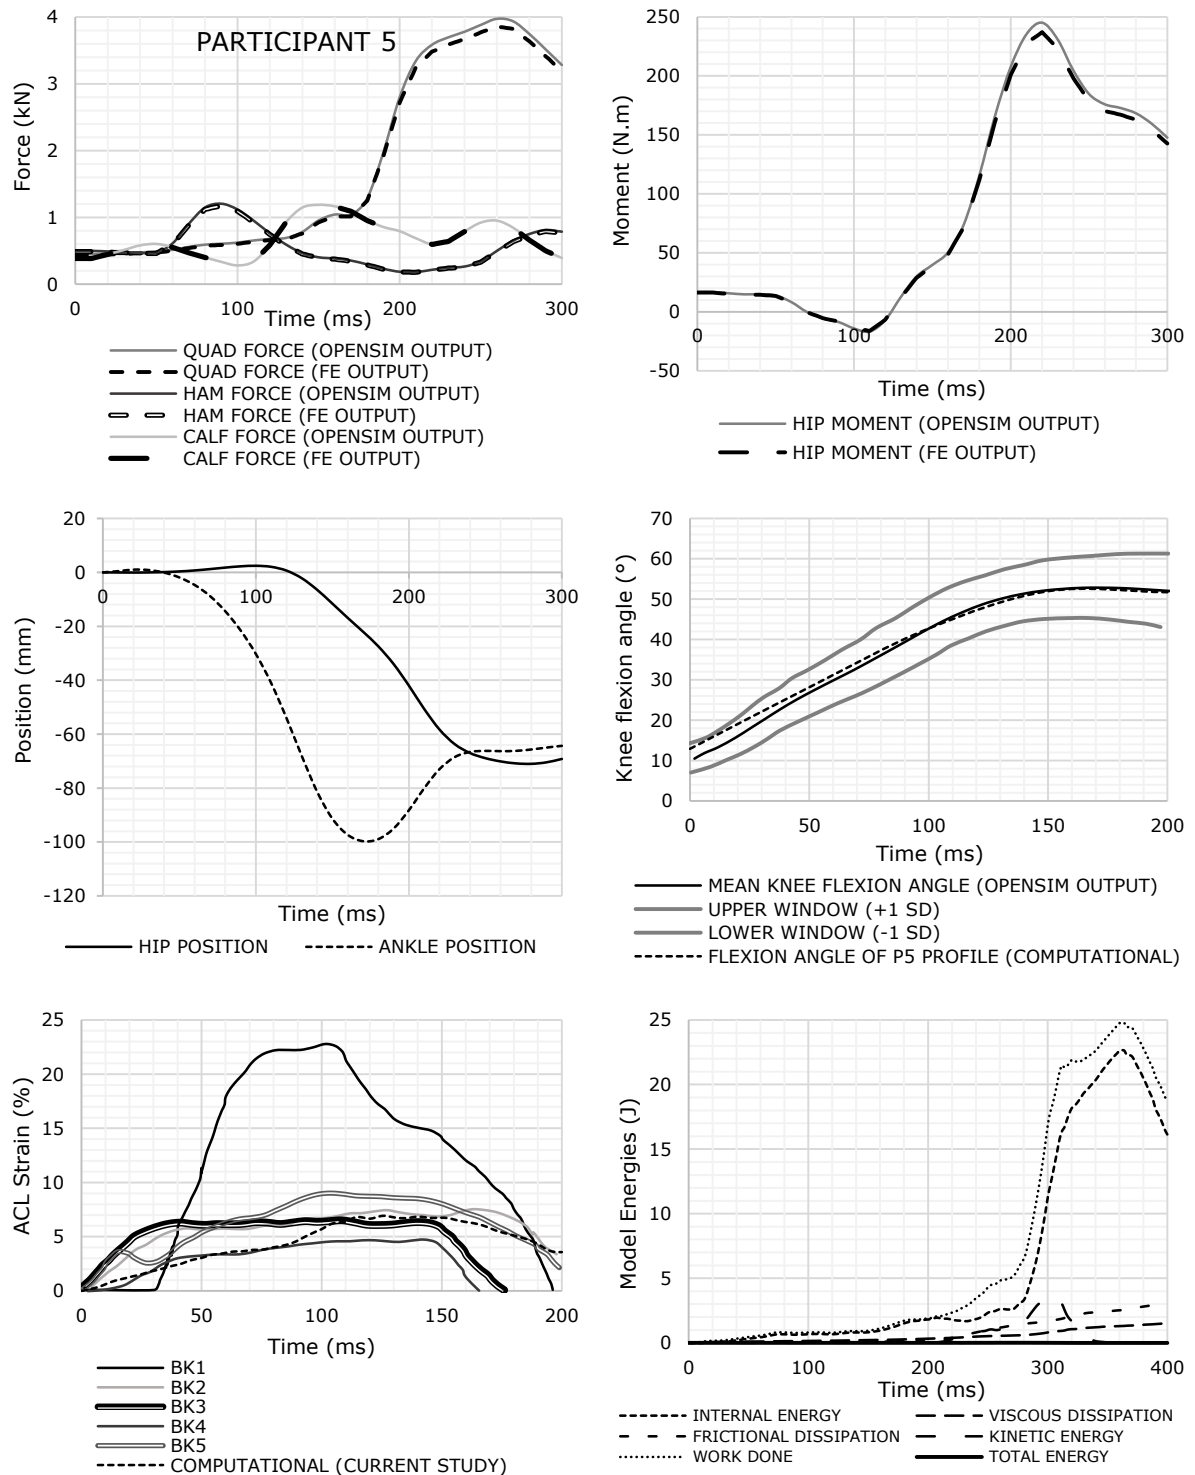 PARTICIPANT 5
Force (kN)
4
3
2
1
0
0 100 200 300
Time (ms)
QUAD FORCE (OPENSIM OUTPUT)
QUAD FORCE (FE OUTPUT)
HAM FORCE (OPENSIM OUTPUT)
HAM FORCE (FE OUTPUT)
CALF FORCE (OPENSIM OUTPUT)
CALF FORCE (FE OUTPUT)
Moment (N.m)
250
200
150
100
50
0
-50
0 100 200 300
Time (ms)
HIP MOMENT (OPENSIM OUTPUT)
HIP MOMENT (FE OUTPUT)
Position (mm)
20
0
-20
-40
-60
-80
-100
-120
0 100 200 300
Time (ms)
HIP POSITION ANKLE POSITION
Knee flexion angle (°)
70
60
50
40
30
20
10
0
0 50 100 150 200
Time (ms)
MEAN KNEE FLEXION ANGLE (OPENSIM OUTPUT)
UPPER WINDOW (+1 SD)
LOWER WINDOW (-1 SD)
FLEXION ANGLE OF P5 PROFILE (COMPUTATIONAL)
ACL Strain (%)
25
20
15
10
5
0
0 50 100 150 200
Time (ms)
BK1
BK2
BK3
BK4
BK5
COMPUTATIONAL (CURRENT STUDY)
Model Energies (J)
25
20
15
10
5
0
0 100 200 300 400
Time (ms)
INTERNAL ENERGY VISCOUS DISSIPATION
FRICTIONAL DISSIPATION KINETIC ENERGY
WORK DONE TOTAL ENERGY